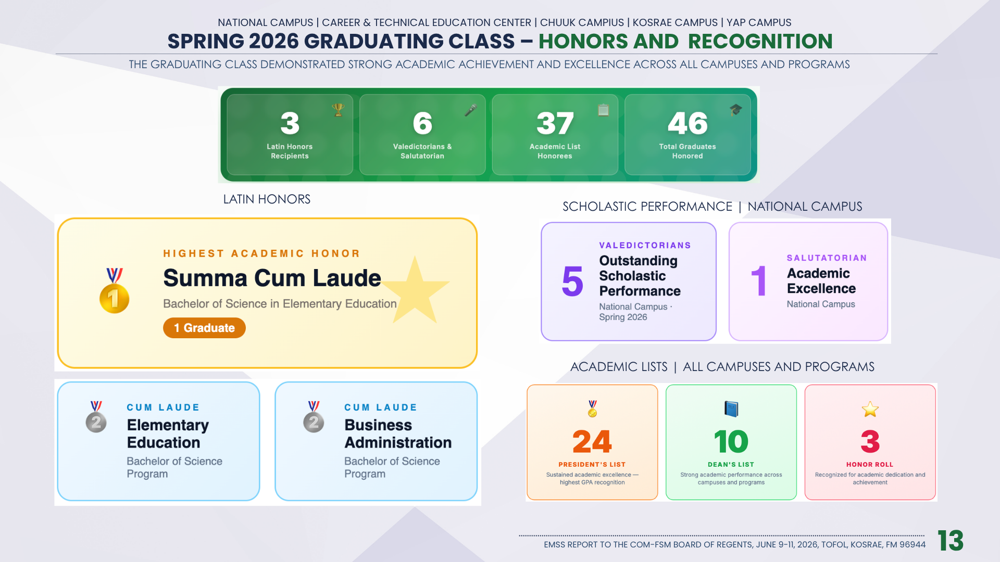 NATIONAL CAMPUS | CAREER & TECHNICAL EDUCATION CENTER | CHUUK CAMPIUS | KOSRAE CAMPUS | YAP CAMPUS
SPRING 2026 GRADUATING CLASS – HONORS AND RECOGNITION
THE GRADUATING CLASS DEMONSTRATED STRONG ACADEMIC ACHIEVEMENT AND EXCELLENCE ACROSS ALL CAMPUSES AND PROGRAMS
3
Latin Honors
Recipients
6
Valedictorians &
Salutatorian
37
Academic List
Honorees
46
Total Graduates
Honored
LATIN HONORS
1
HIGHEST ACADEMIC HONOR
Summa Cum Laude
Bachelor of Science in Elementary Education
1 Graduate
2
CUM LAUDE
Elementary
Education
Bachelor of Science
Program
2
CUM LAUDE
Business
Administration
Bachelor of Science
Program
SCHOLASTIC PERFORMANCE | NATIONAL CAMPUS
5
VALEDICTORIANS
Outstanding
Scholastic
Performance
National Campus ·
Spring 2026
1
SALUTATORIAN
Academic
Excellence
National Campus
ACADEMIC LISTS | ALL CAMPUSES AND PROGRAMS
24
PRESIDENT'S LIST
Sustained academic excellence —
highest GPA recognition
10
DEAN'S LIST
Strong academic performance across
campuses and programs
3
HONOR ROLL
Recognized for academic dedication and
achievement
EMSS REPORT TO THE COM-FSM BOARD OF REGENTS, JUNE 9-11, 2026, TOFOL, KOSRAE, FM 96944
13